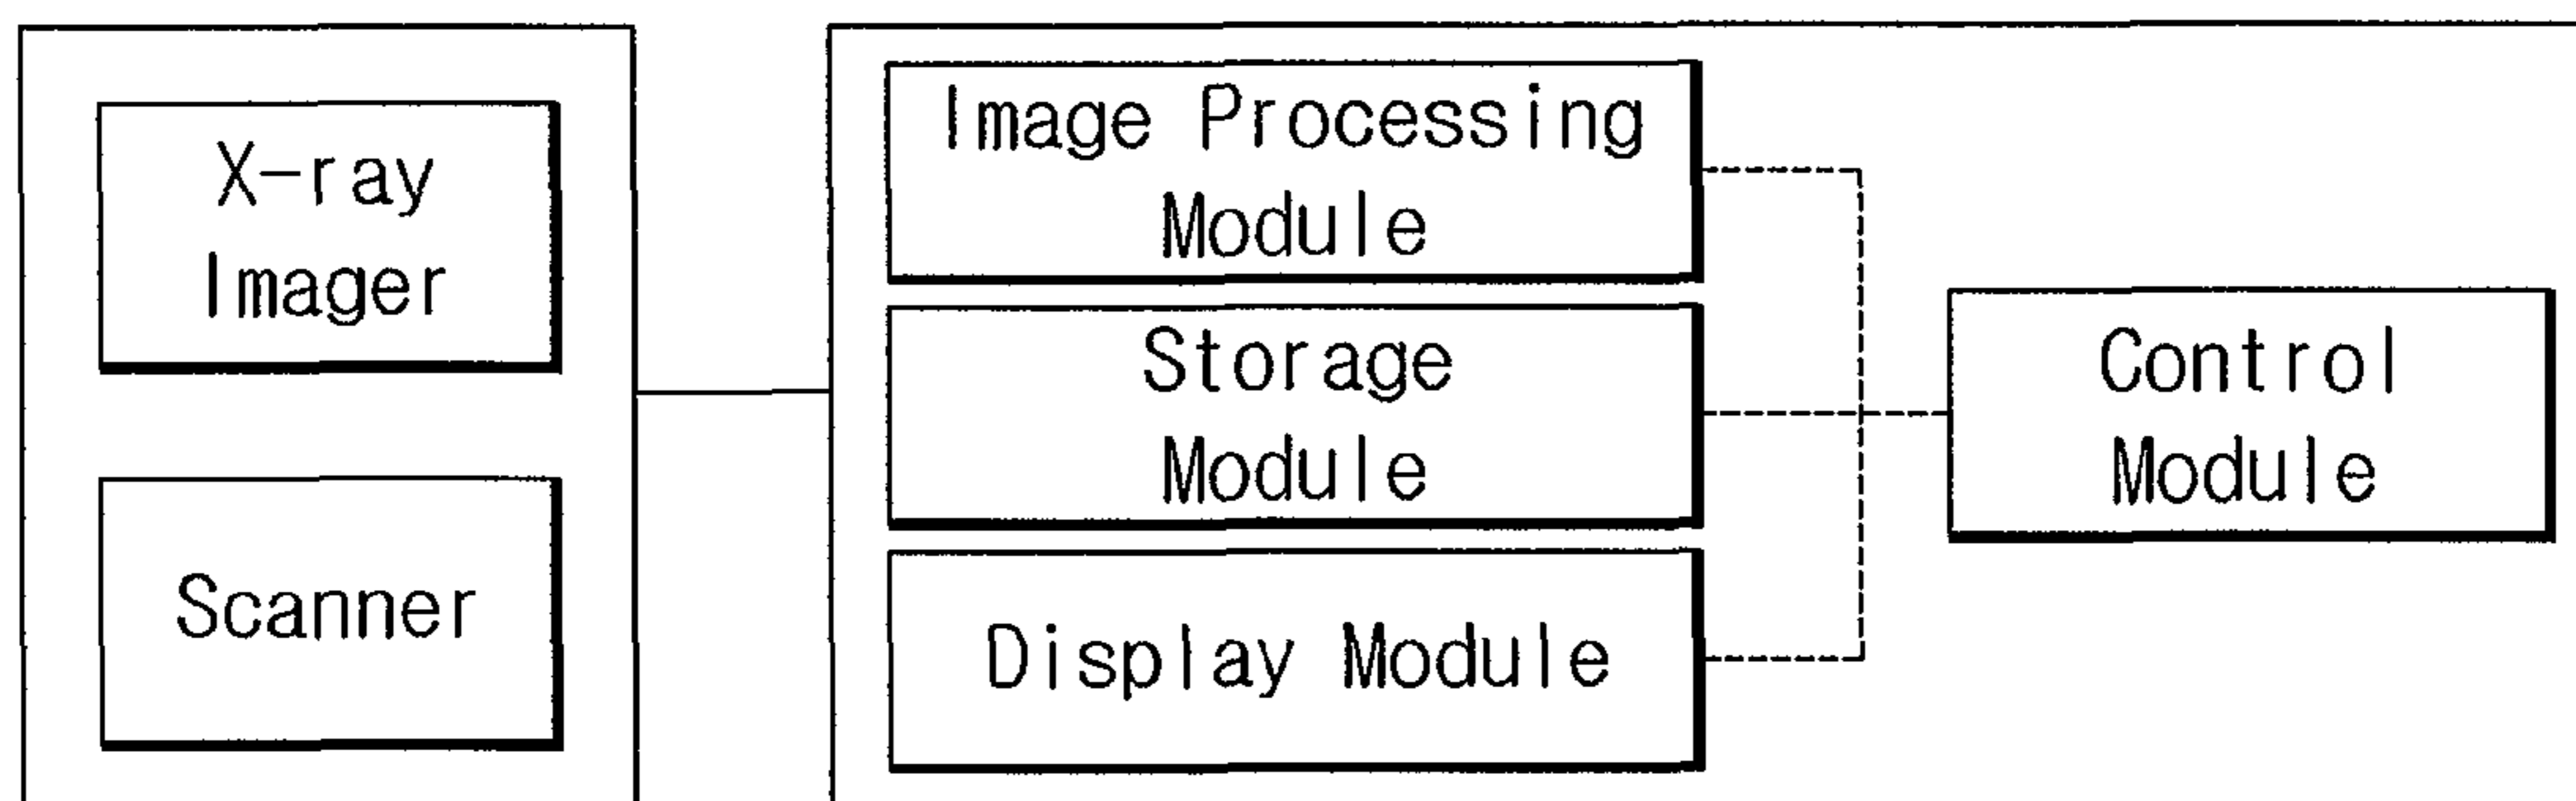 X-ray
Imager
Scanner
Image Processing
Module
Storage
Module
Display Module
Control
Module